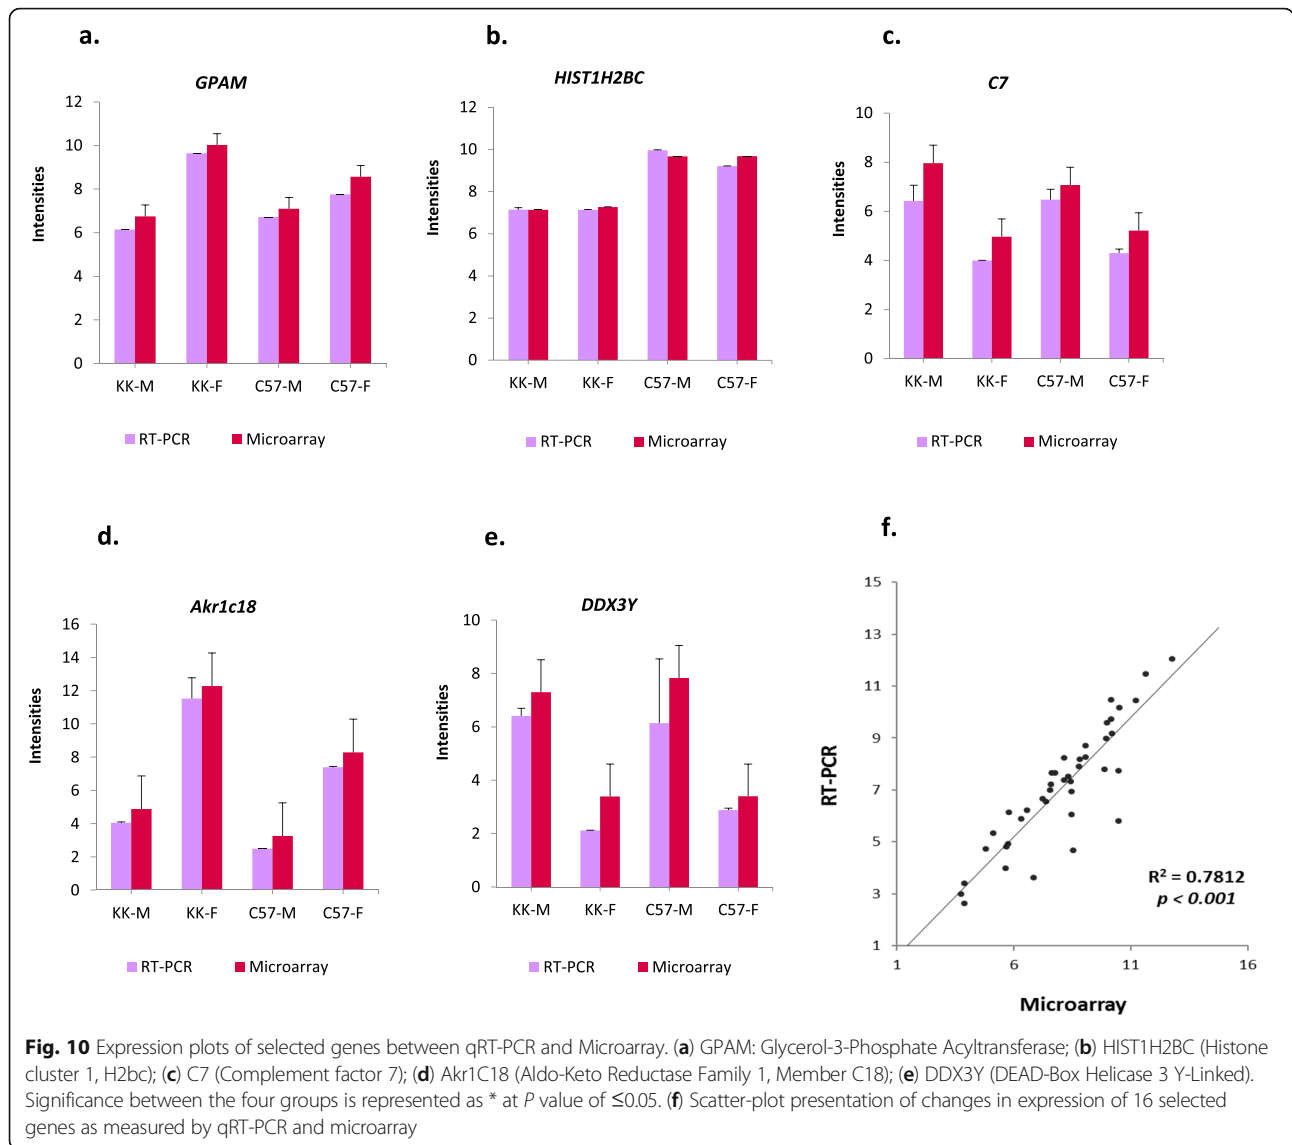 a.
GPAM
12
10
8
6
4
2
0
Intensities
KK-M KK-F C57-M C57-F
RT-PCR Microarray
b.
HIST1H2BC
12
10
8
6
4
2
0
Intensities
KK-M KK-F C57-M C57-F
RT-PCR Microarray
c.
C7
10
8
6
4
2
0
Intensities
KK-M KK-F C57-M C57-F
RT-PCR Microarray
d.
Akr1c18
16
14
12
10
8
6
4
2
0
Intensities
KK-M KK-F C57-M C57-F
RT-PCR Microarray
e.
DDX3Y
10
8
6
4
2
0
Intensities
KK-M KK-F C57-M C57-F
RT-PCR Microarray
f.
15
13
11
9
7
5
3
1
RT-PCR
R² = 0.7812
p < 0.001
1 6 11 16
Microarray
Fig. 10 Expression plots of selected genes between qRT-PCR and Microarray. (a) GPAM: Glycerol-3-Phosphate Acyltransferase; (b) HIST1H2BC (Histone
cluster 1, H2bc); (c) C7 (Complement factor 7); (d) Akr1C18 (Aldo-Keto Reductase Family 1, Member C18); (e) DDX3Y (DEAD-Box Helicase 3 Y-Linked).
Significance between the four groups is represented as * at P value of ≤0.05. (f) Scatter-plot presentation of changes in expression of 16 selected
genes as measured by qRT-PCR and microarray